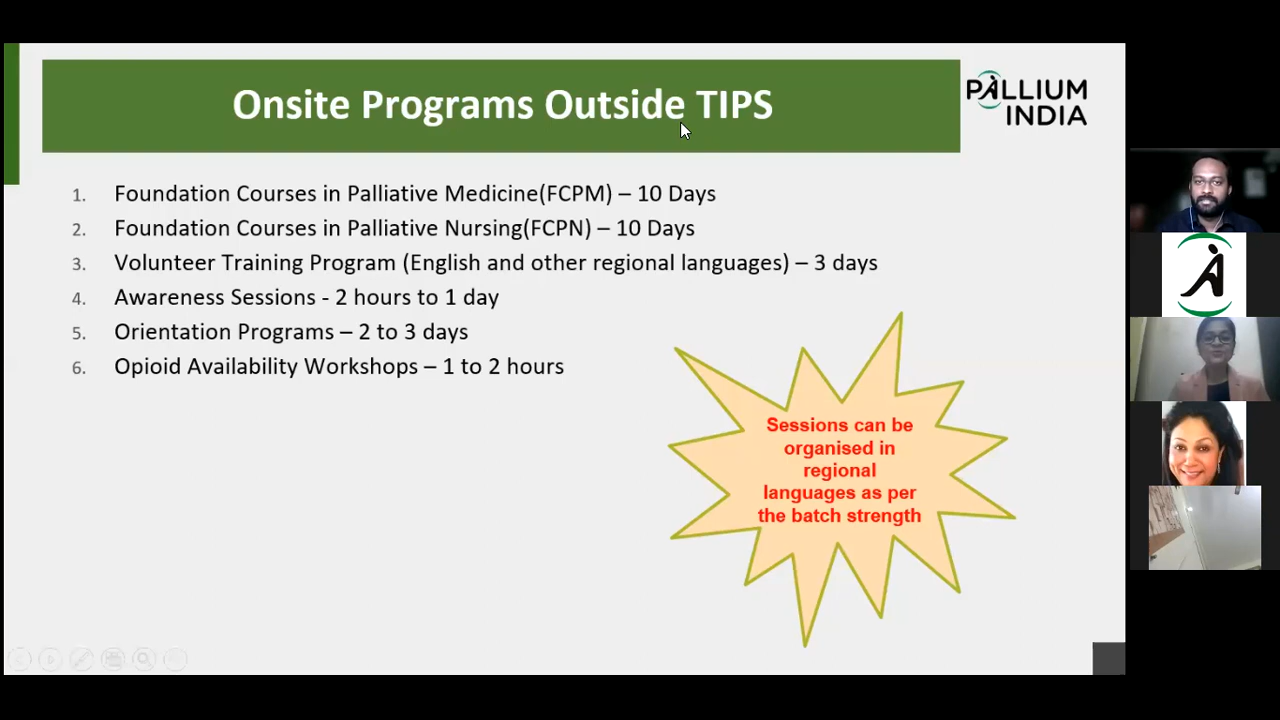 Onsite Programs Outside TIPS
PALLIUM
INDIA
1. Foundation Courses in Palliative Medicine(FCPM) – 10 Days
2. Foundation Courses in Palliative Nursing(FCPN) – 10 Days
3. Volunteer Training Program (English and other regional languages) – 3 days
4. Awareness Sessions - 2 hours to 1 day
5. Orientation Programs – 2 to 3 days
6. Opioid Availability Workshops – 1 to 2 hours
Sessions can be
organised in
regional
languages as per
the batch strength